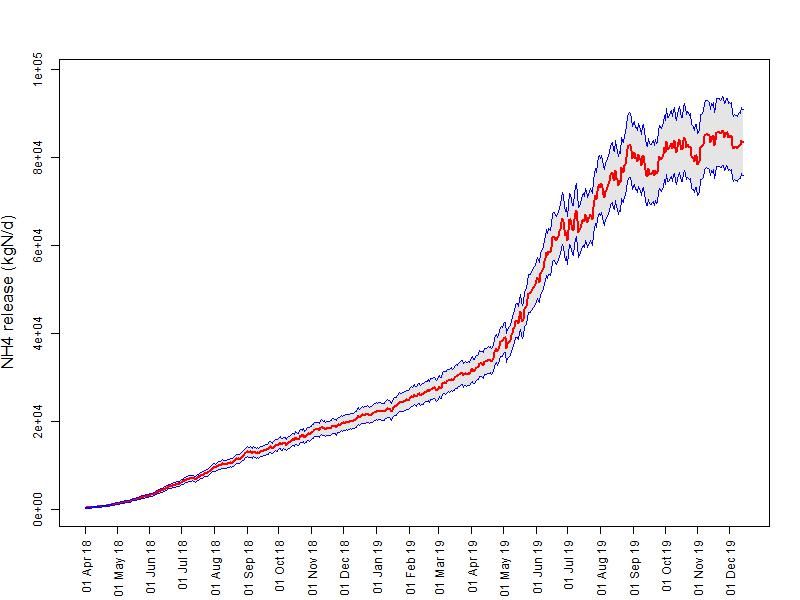 NH4 release (kgN/d)
1e+05
8e+04
6e+04
4e+04
2e+04
0e+00
01 Apr 18
01 May 18
01 Jun 18
01 Jul 18
01 Aug 18
01 Sep 18
01 Oct 18
01 Nov 18
01 Dec 18
01 Jan 19
01 Feb 19
01 Mar 19
01 Apr 19
01 May 19
01 Jun 19
01 Jul 19
01 Aug 19
01 Sep 19
01 Oct 19
01 Nov 19
01 Dec 19